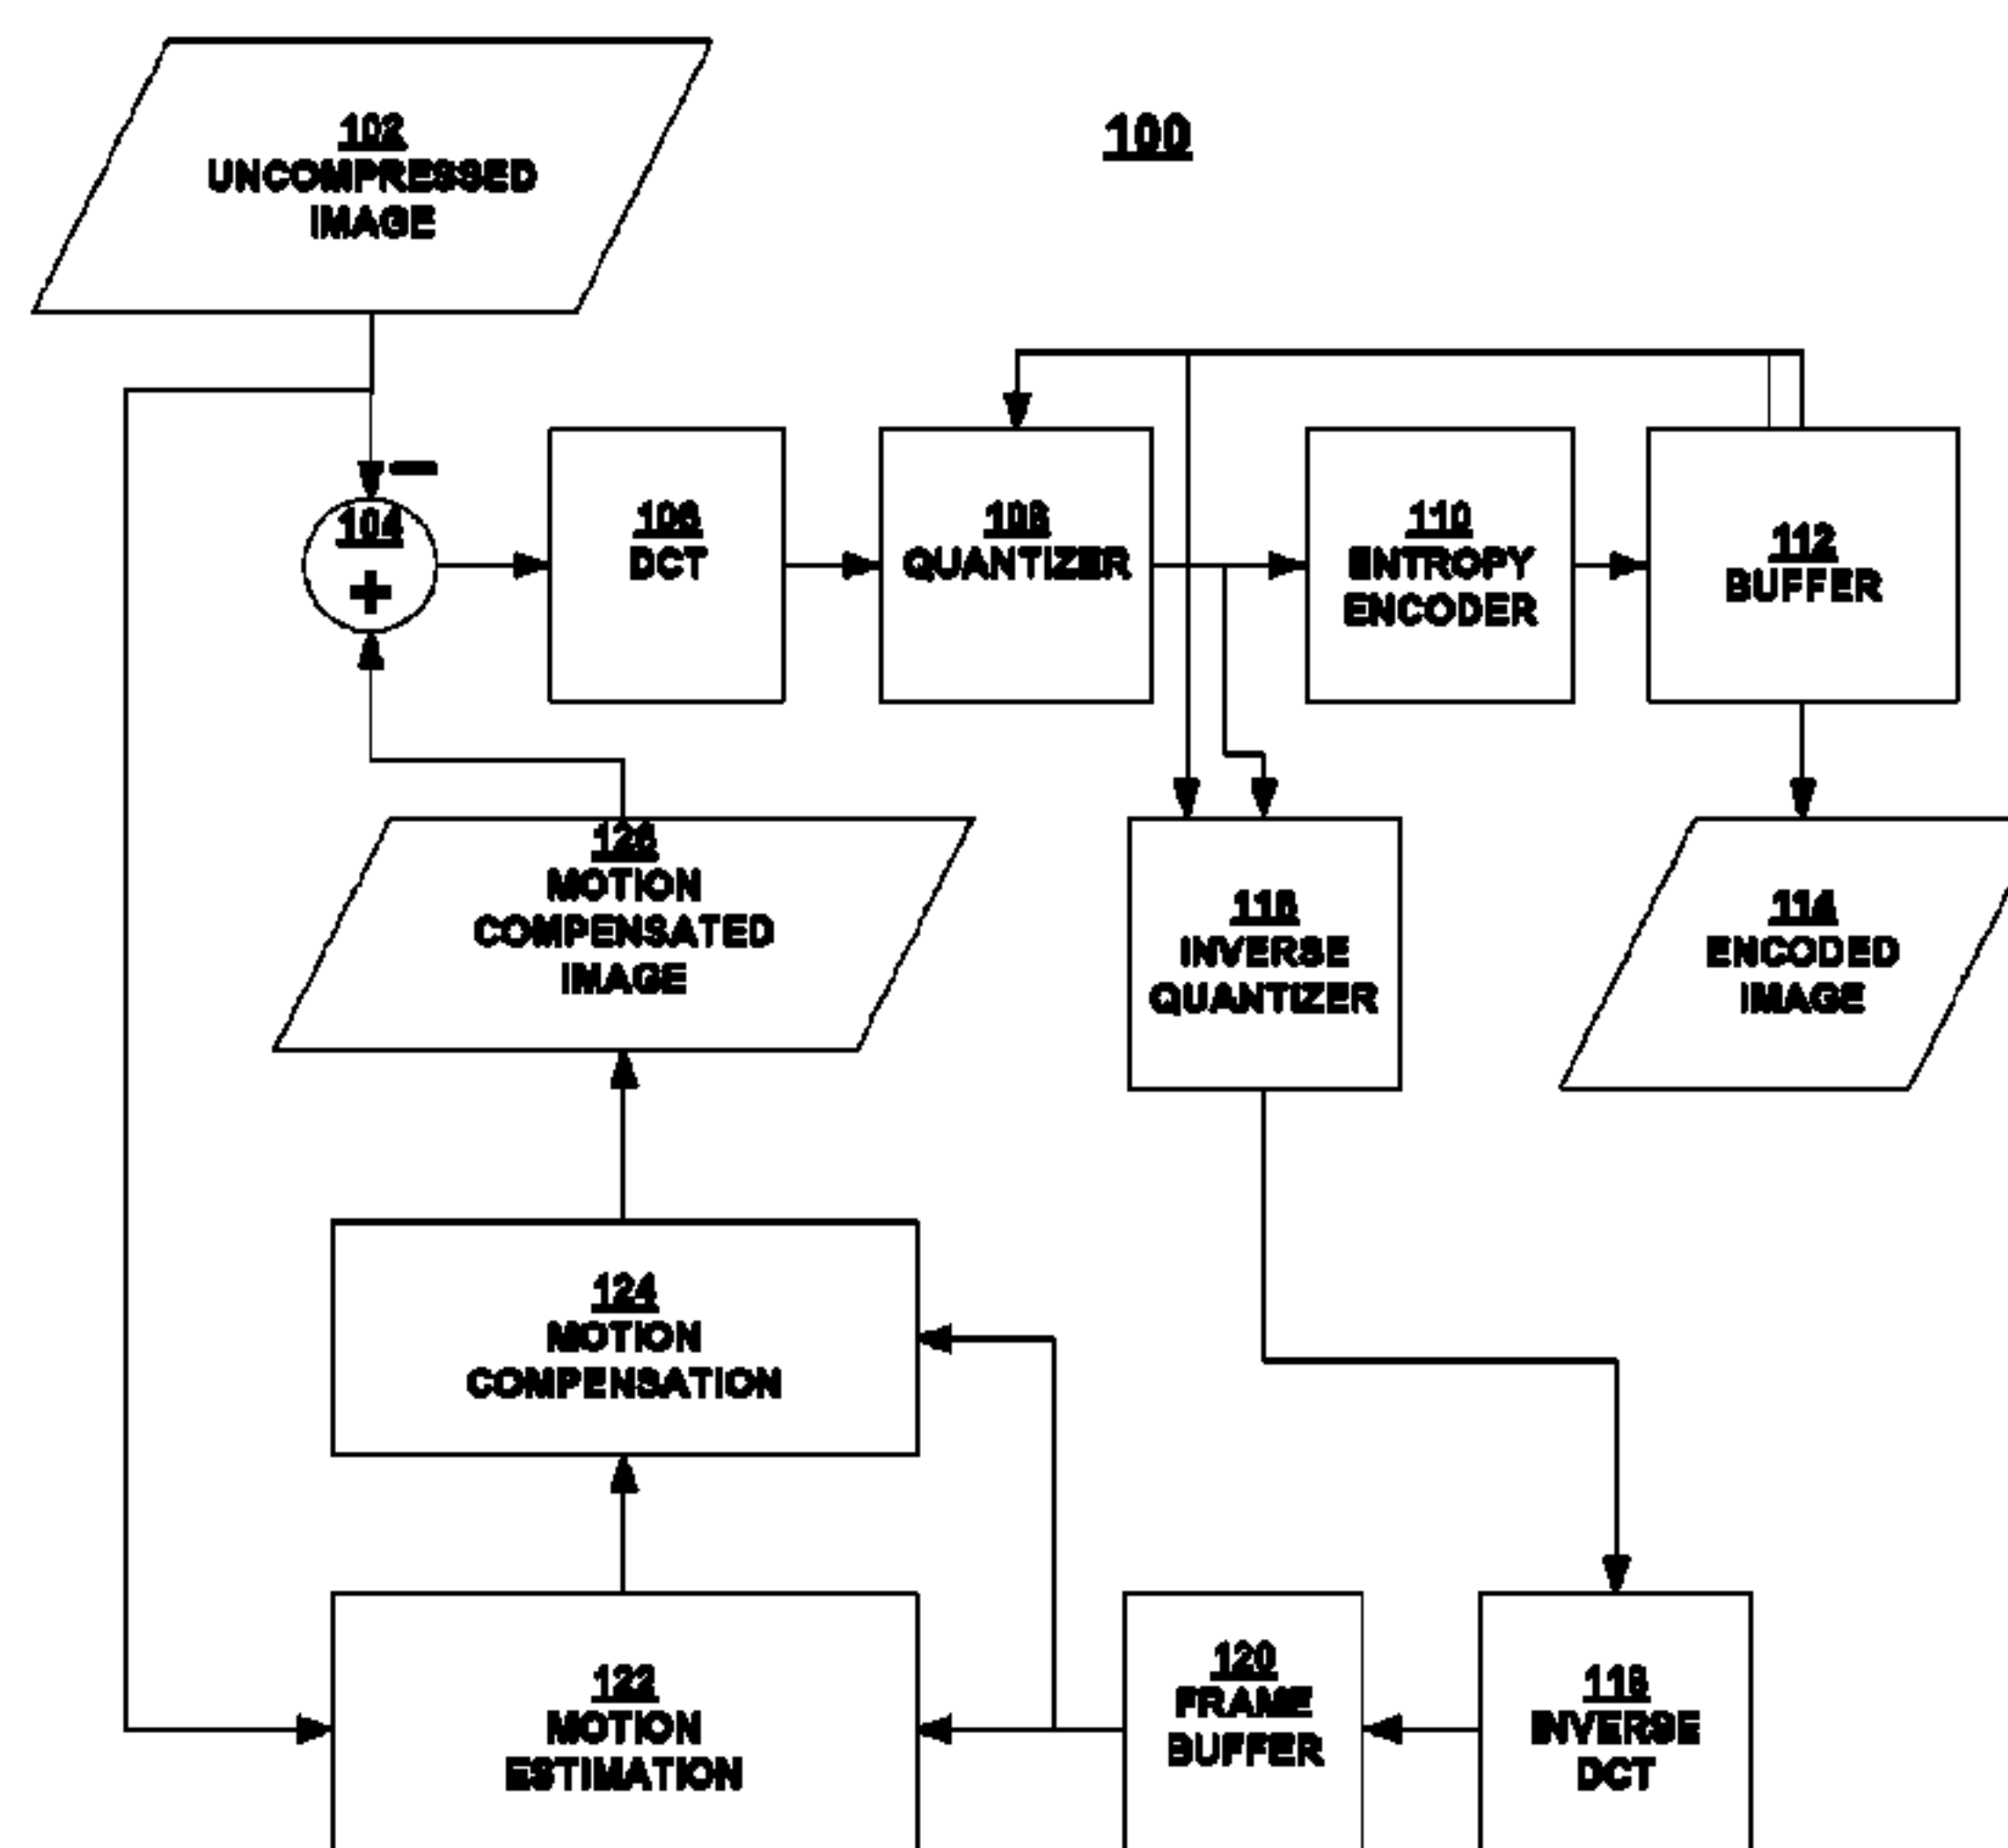 102
UNCOMPRESSED
IMAGE
100
104
+
106
DCT
108
QUANTIZER
110
ENTROPY
ENCODER
112
BUFFER
126
MOTION
COMPENSATED
IMAGE
116
INVERSE
QUANTIZER
114
ENCODED
IMAGE
124
MOTION
COMPENSATION
122
MOTION
ESTIMATION
120
FRAME
BUFFER
118
INVERSE
DCT